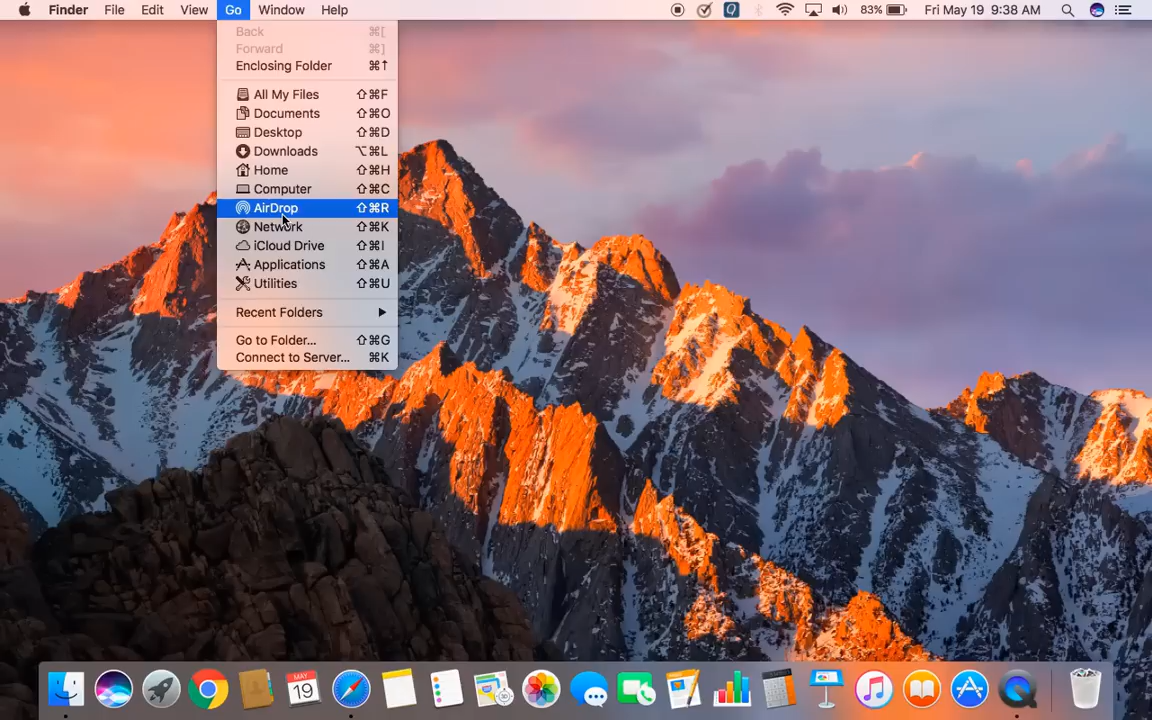 Finder File Edit View Go Window Help 83% Fri May 19 9:38 AM
Back ⌘[
Forward ⌘]
Enclosing Folder ⌘↑
All My Files ⇧⌘F
Documents ⇧⌘O
Desktop ⇧⌘D
Downloads ⌥⌘L
Home ⇧⌘H
Computer ⇧⌘C
AirDrop ⇧⌘R
Network ⇧⌘K
iCloud Drive ⇧⌘I
Applications ⇧⌘A
Utilities ⇧⌘U
Recent Folders ▶
Go to Folder... ⇧⌘G
Connect to Server... ⌘K
MAY
19